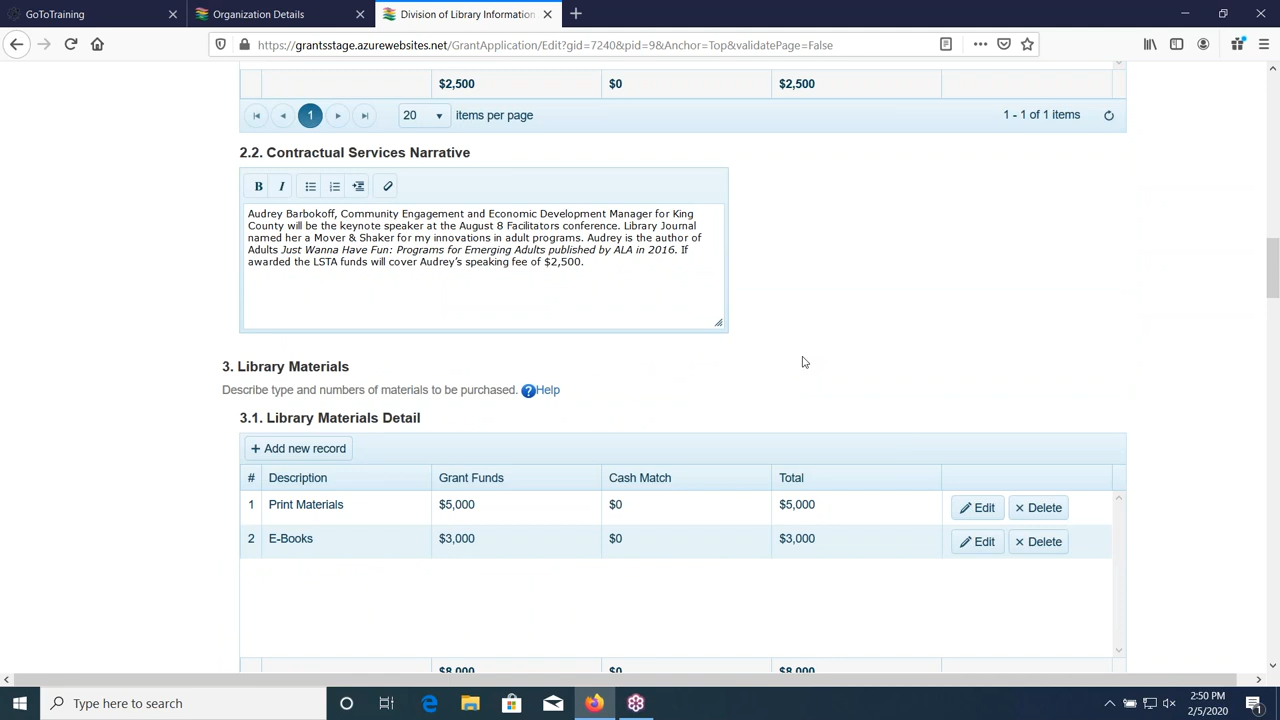 GoToTraining
Organization Details
Division of Library Information
https://grantsstage.azurewebsites.net/GrantApplication/Edit?gid=7240&pid=9&Anchor=Top&validatePage=False
$2,500 $0 $2,500
1 20 items per page 1 - 1 of 1 items
2.2. Contractual Services Narrative
B I
Audrey Barbokoff, Community Engagement and Economic Development Manager for King
County will be the keynote speaker at the August 8 Facilitators conference. Library Journal
named her a Mover & Shaker for my innovations in adult programs. Audrey is the author of
Adults Just Wanna Have Fun: Programs for Emerging Adults published by ALA in 2016. If
awarded the LSTA funds will cover Audrey's speaking fee of $2,500.
3. Library Materials
Describe type and numbers of materials to be purchased. ?Help
3.1. Library Materials Detail
+ Add new record
# Description Grant Funds Cash Match Total
1 Print Materials $5,000 $0 $5,000 Edit × Delete
2 E-Books $3,000 $0 $3,000 Edit × Delete
$8,000 $0 $8,000
Type here to search
2:50 PM
2/5/2020
1